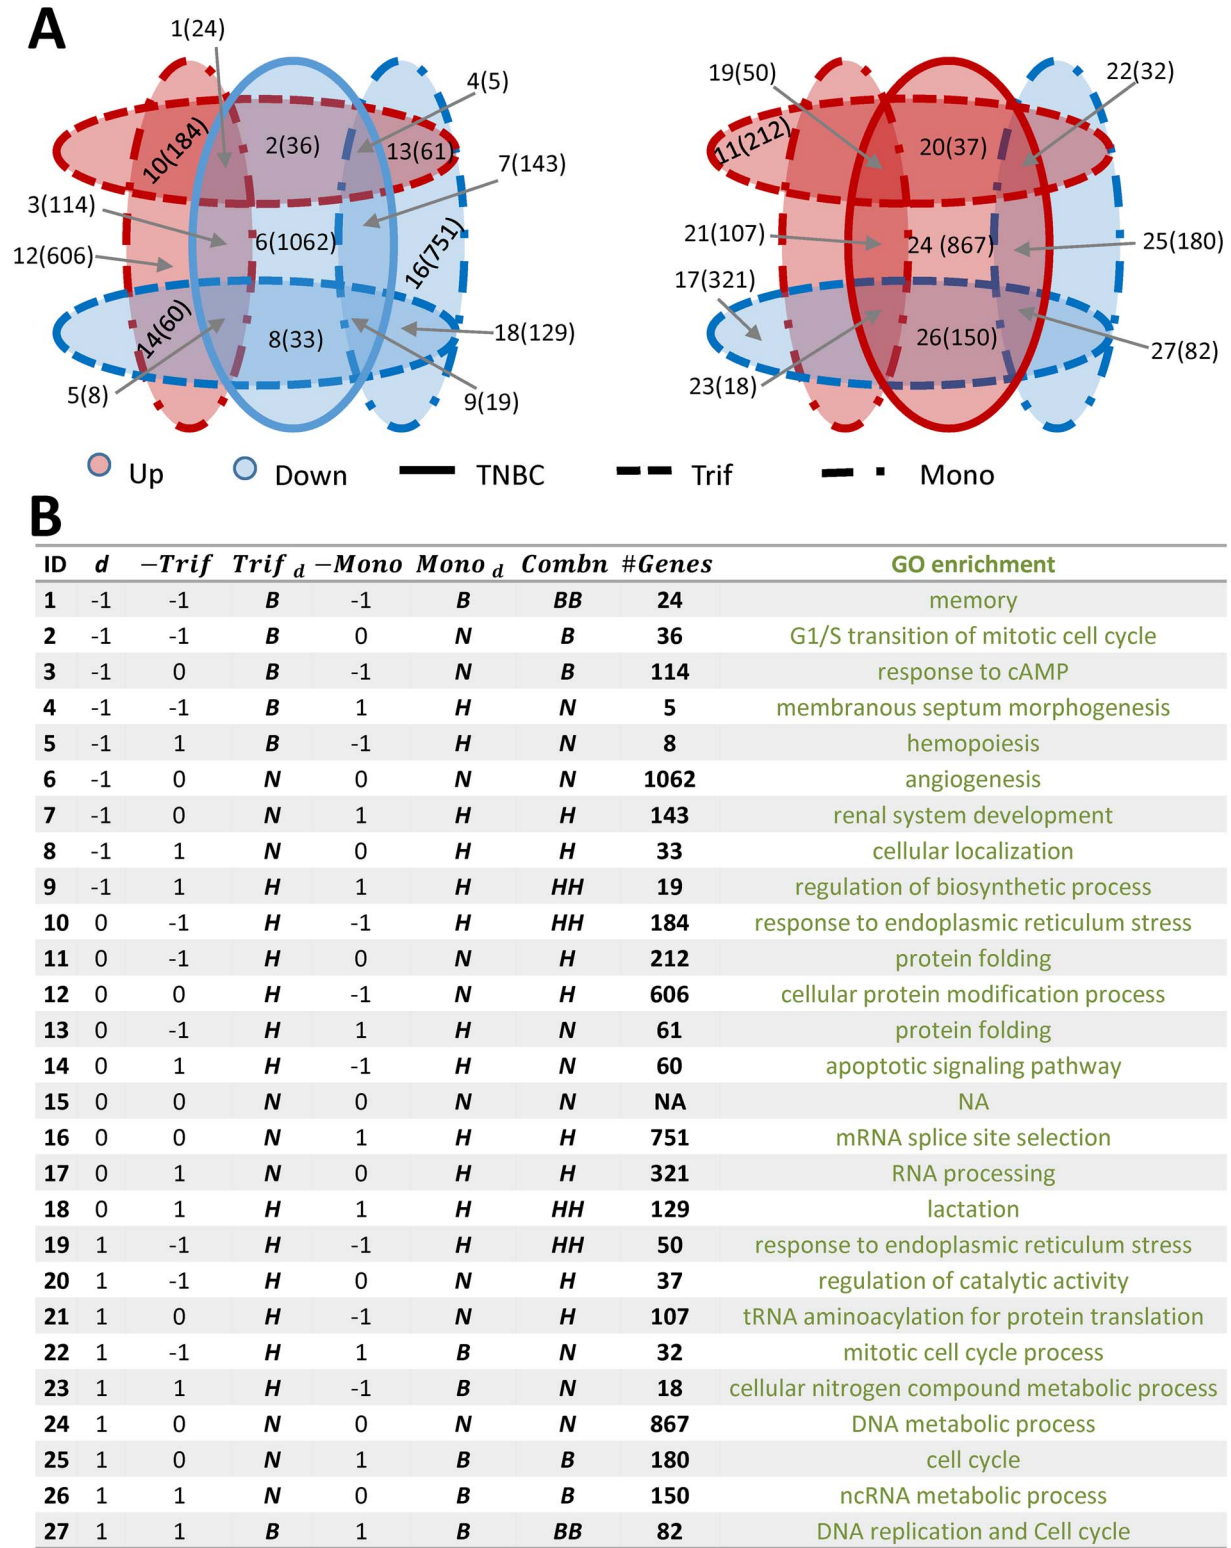 A
1(24)
4(5)
10(184)
2(36)
13(61)
7(143)
3(114)
12(606)
6(1062)
16(751)
14(60)
8(33)
18(129)
5(8)
9(19)
19(50)
22(32)
11(212)
20(37)
21(107)
24 (867)
25(180)
17(321)
26(150)
27(82)
23(18)
Up Down TNBC Trif Mono
B
ID d −Trif Trif d −Mono Mono d Combn #Genes GO enrichment
1 -1 -1 B -1 B BB 24 memory
2 -1 -1 B 0 N B 36 G1/S transition of mitotic cell cycle
3 -1 0 B -1 N B 114 response to cAMP
4 -1 -1 B 1 H N 5 membranous septum morphogenesis
5 -1 1 B -1 H N 8 hemopoiesis
6 -1 0 N 0 N N 1062 angiogenesis
7 -1 0 N 1 H H 143 renal system development
8 -1 1 N 0 H H 33 cellular localization
9 -1 1 H 1 H HH 19 regulation of biosynthetic process
10 0 -1 H -1 H HH 184 response to endoplasmic reticulum stress
11 0 -1 H 0 N H 212 protein folding
12 0 0 H -1 N H 606 cellular protein modification process
13 0 -1 H 1 H N 61 protein folding
14 0 1 H -1 H N 60 apoptotic signaling pathway
15 0 0 N 0 N N NA NA
16 0 0 N 1 H H 751 mRNA splice site selection
17 0 1 N 0 H H 321 RNA processing
18 0 1 H 1 H HH 129 lactation
19 1 -1 H -1 H HH 50 response to endoplasmic reticulum stress
20 1 -1 H 0 N H 37 regulation of catalytic activity
21 1 0 H -1 N H 107 tRNA aminoacylation for protein translation
22 1 -1 H 1 B N 32 mitotic cell cycle process
23 1 1 H -1 B N 18 cellular nitrogen compound metabolic process
24 1 0 N 0 N N 867 DNA metabolic process
25 1 0 N 1 B B 180 cell cycle
26 1 1 N 0 B B 150 ncRNA metabolic process
27 1 1 B 1 B BB 82 DNA replication and Cell cycle